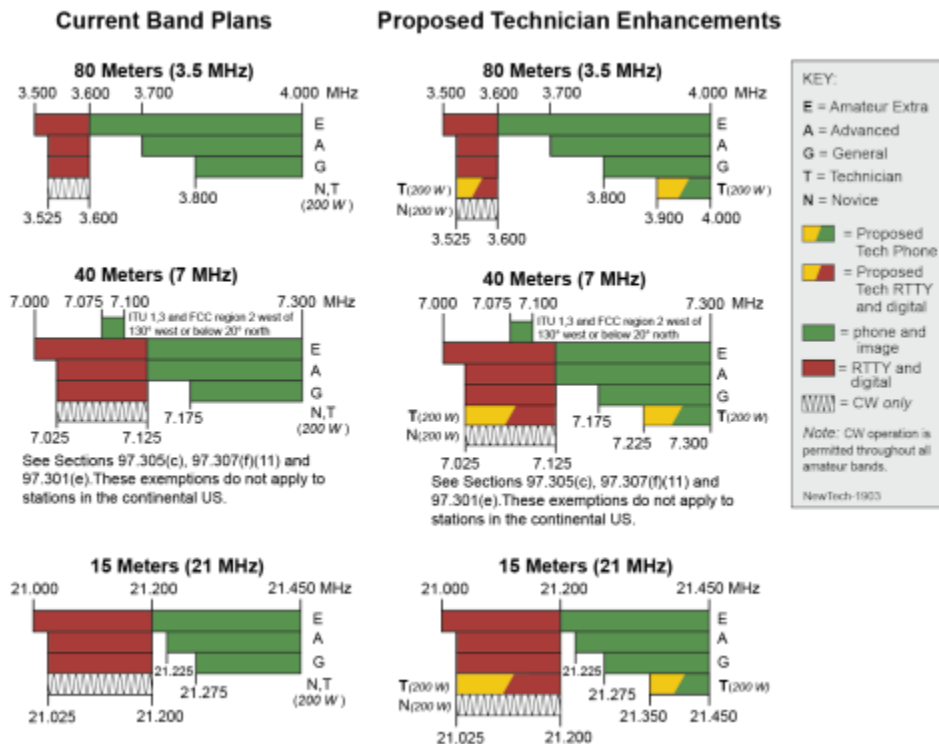 Current Band Plans
80 Meters (3.5 MHz)
3.500 3.600 3.700 4.000 MHz
E
A
G
N,T
(200 W)
3.800
3.525 3.600
40 Meters (7 MHz)
7.000 7.075 7.100 7.300 MHz
ITU 1,3 and FCC region 2 west of
130° west or below 20° north
E
A
G
N,T
(200 W)
7.175
7.025 7.125
See Sections 97.305(c), 97.307(f)(11) and
97.301(e).These exemptions do not apply to
stations in the continental US.
15 Meters (21 MHz)
21.000 21.200 21.450 MHz
E
A
G
N,T
(200 W)
21.225
21.275
21.025 21.200
Proposed Technician Enhancements
80 Meters (3.5 MHz)
3.500 3.600 3.700 4.000 MHz
E
A
G
T(200 W) T(200 W)
N(200 W)
3.800 3.900 4.000
3.525 3.600
40 Meters (7 MHz)
7.000 7.075 7.100 7.300 MHz
ITU 1,3 and FCC region 2 west of
130° west or below 20° north
E
A
G
T(200 W) T(200 W)
N(200 W)
7.175
7.225 7.300
7.025 7.125
See Sections 97.305(c), 97.307(f)(11) and
97.301(e).These exemptions do not apply to
stations in the continental US.
15 Meters (21 MHz)
21.000 21.200 21.450 MHz
E
A
G
T(200 W) T(200 W)
N(200 W)
21.225
21.275
21.350 21.450
21.025 21.200
KEY:
E = Amateur Extra
A = Advanced
G = General
T = Technician
N = Novice
= Proposed
Tech Phone
= Proposed
Tech RTTY
and digital
= phone and
image
= RTTY and
digital
= CW only
Note: CW operation is
permitted throughout all
amateur bands.
NewTech-1903